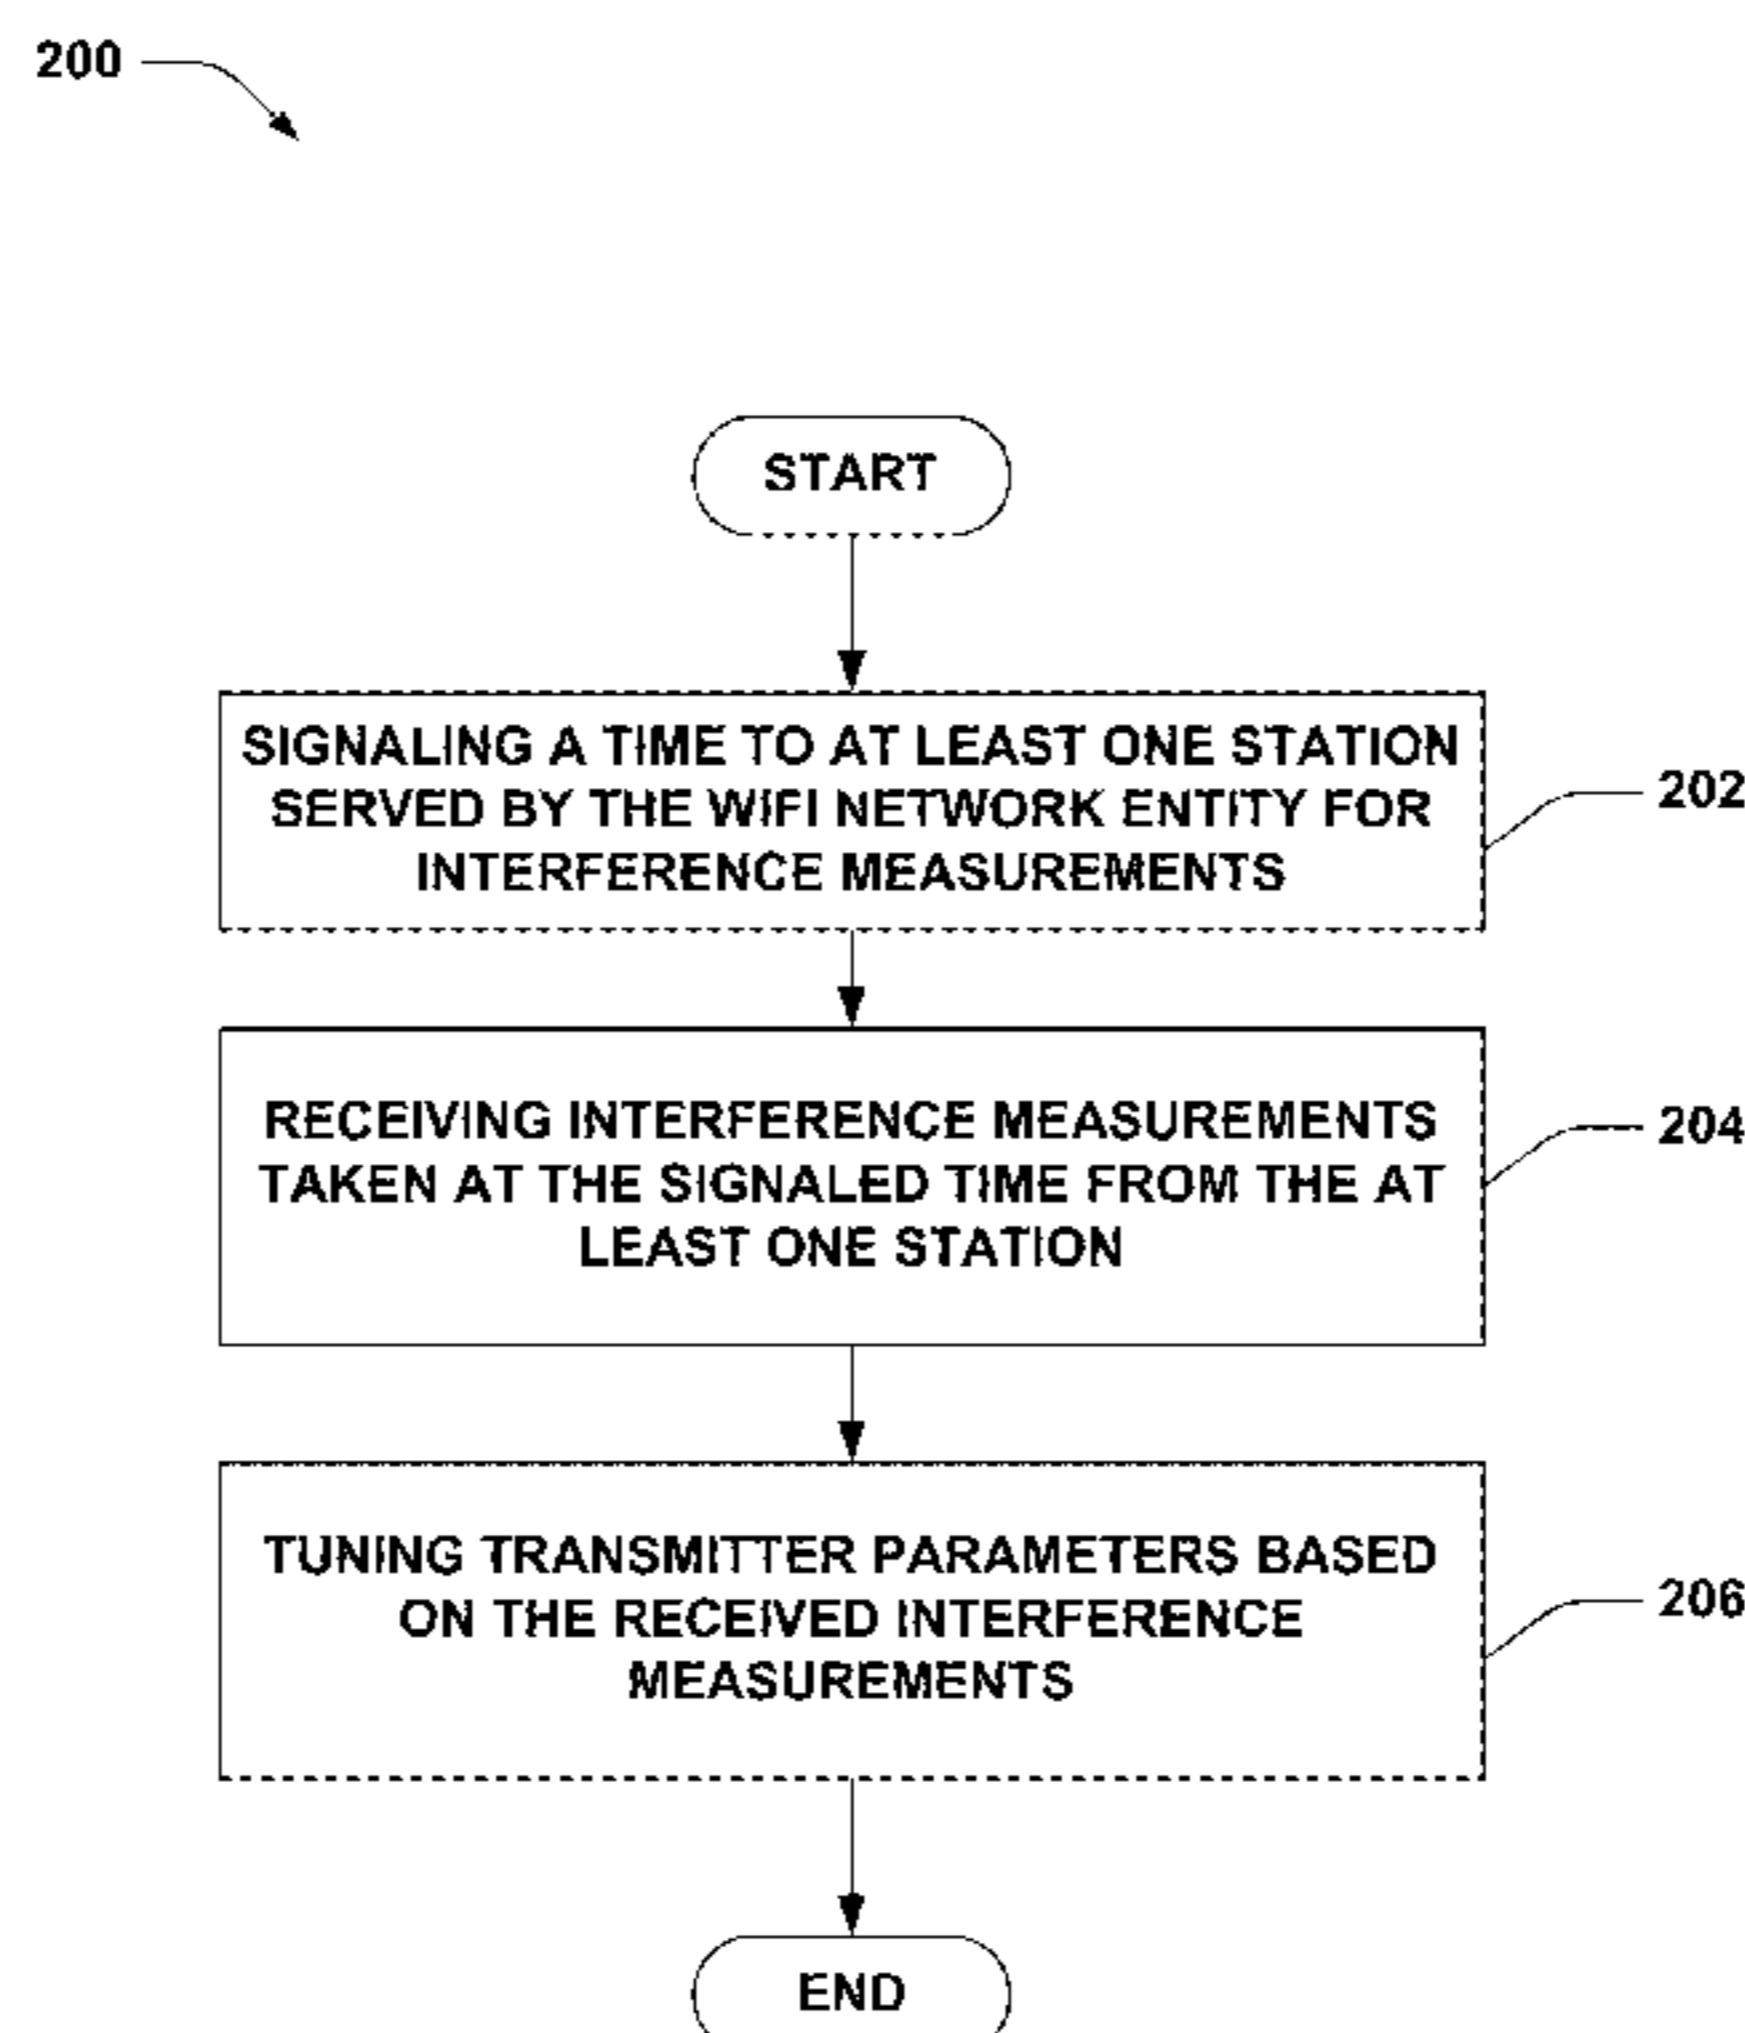 200
START
SIGNALING A TIME TO AT LEAST ONE STATION
SERVED BY THE WIFI NETWORK ENTITY FOR
INTERFERENCE MEASUREMENTS
202
RECEIVING INTERFERENCE MEASUREMENTS
TAKEN AT THE SIGNALED TIME FROM THE AT
LEAST ONE STATION
204
TUNING TRANSMITTER PARAMETERS BASED
ON THE RECEIVED INTERFERENCE
MEASUREMENTS
206
END